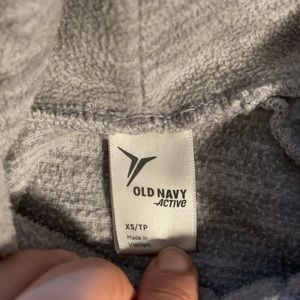 OLD NAVY
ACTIVE
XS/TP
Made in
Vietnam